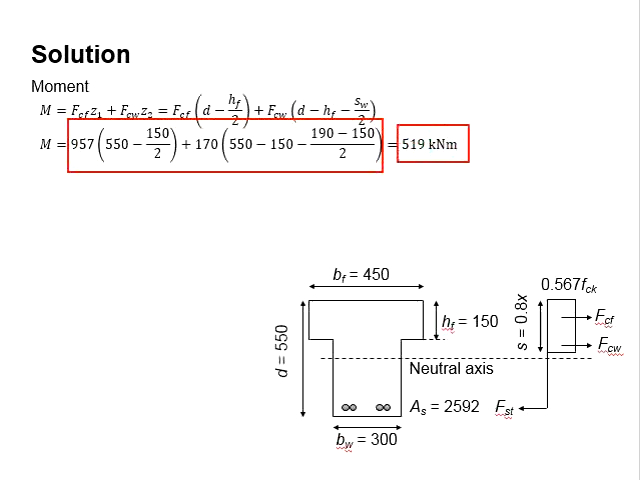 Solution
Moment
M = F_cf z_1 + F_cw z_2 = F_cf (d − h_f/2) + F_cw (d − h_f − s_w/2)
M = 957 (550 − 150/2) + 170 (550 − 150 − (190 − 150)/2) = 519 kNm
b_f = 450
0.567f_ck
h_f = 150
s = 0.8x
F_cf
F_cw
d = 550
Neutral axis
A_s = 2592
F_st
b_w = 300